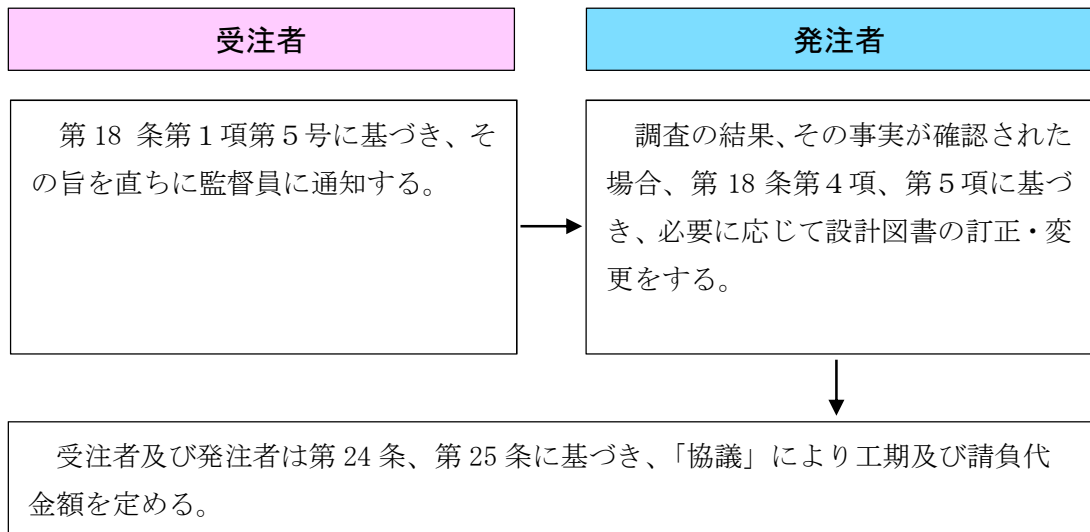 受注者
発注者
第 18 条第１項第５号に基づき、そ
の旨を直ちに監督員に通知する。
調査の結果、その事実が確認された
場合、第 18 条第４項、第５項に基づ
き、必要に応じて設計図書の訂正・変
更をする。
受注者及び発注者は第 24 条、第 25 条に基づき、「協議」により工期及び請負代
金額を定める。